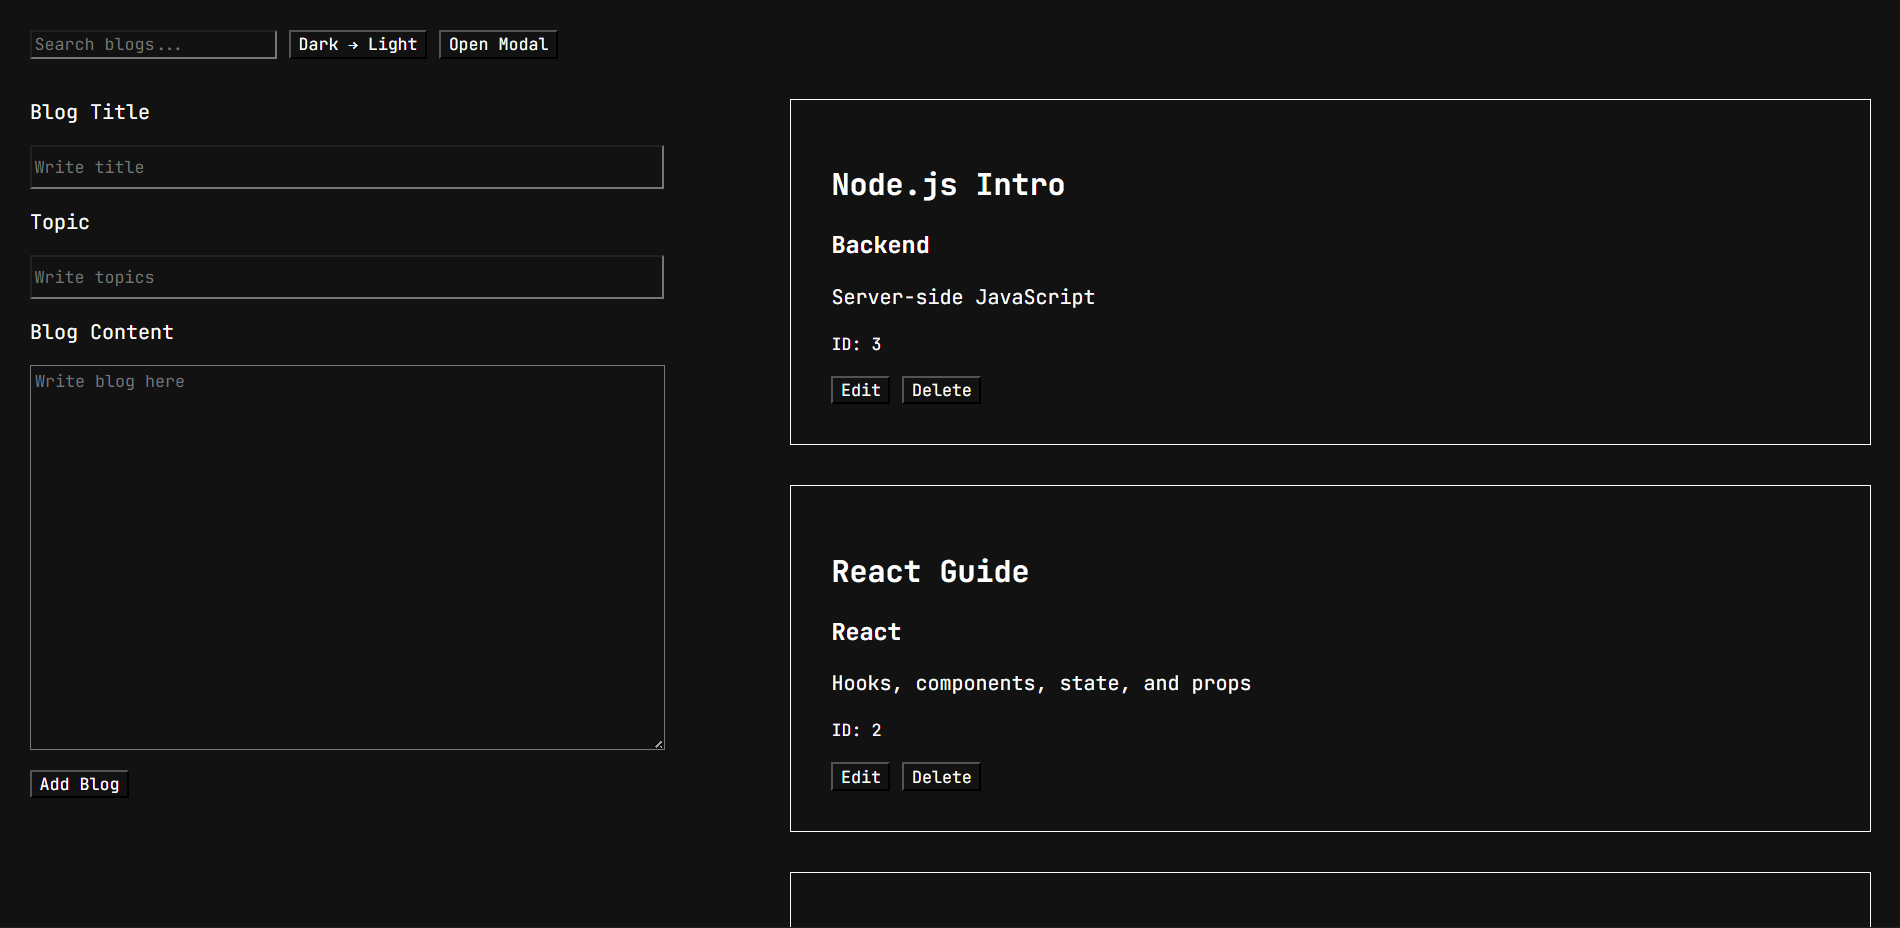 Search blogs... Dark → Light Open Modal
Blog Title
Write title
Topic
Write topics
Blog Content
Write blog here
Add Blog
Node.js Intro
Backend
Server-side JavaScript
ID: 3
Edit Delete
React Guide
React
Hooks, components, state, and props
ID: 2
Edit Delete